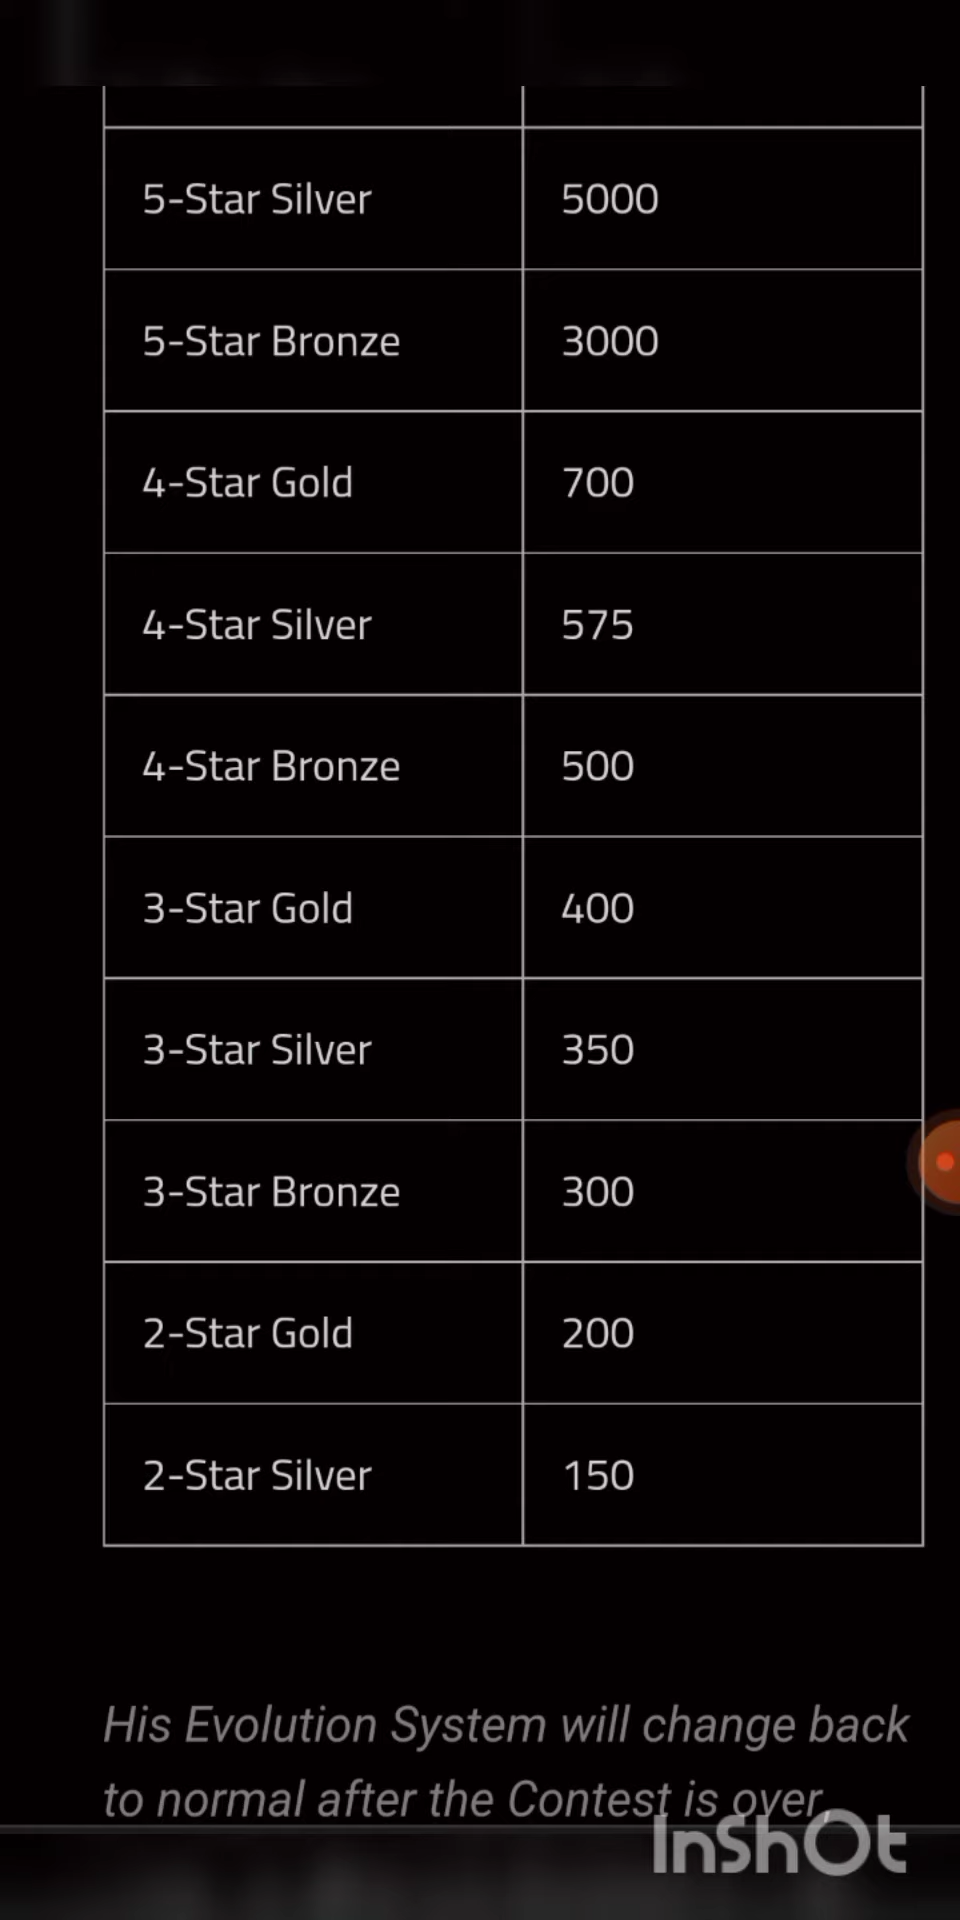 5-Star Silver 5000
5-Star Bronze 3000
4-Star Gold 700
4-Star Silver 575
4-Star Bronze 500
3-Star Gold 400
3-Star Silver 350
3-Star Bronze 300
2-Star Gold 200
2-Star Silver 150
His Evolution System will change back
to normal after the Contest is over,
InShOt